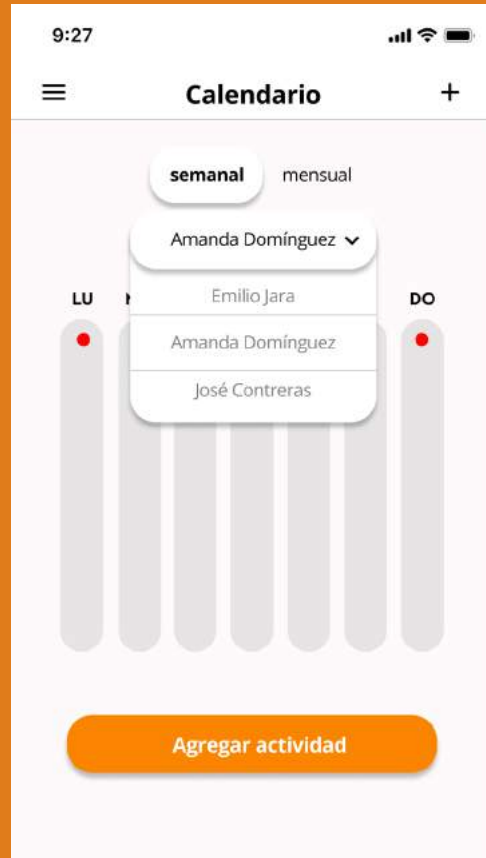 9:27
Calendario
semanal mensual
Amanda Domínguez
Emilio Jara
LU DO
Amanda Domínguez
José Contreras
Agregar actividad